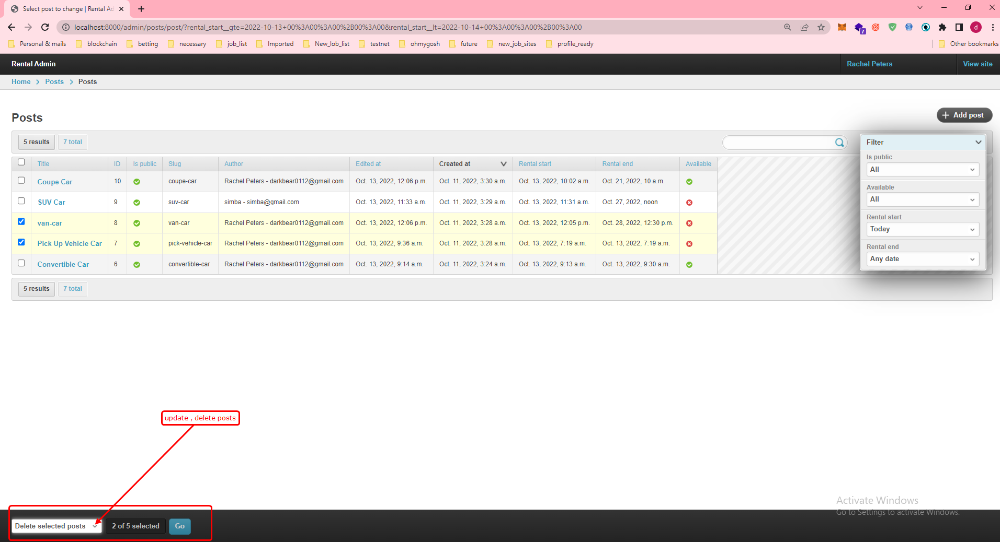 Select post to change | Rental Ad
localhost:8000/admin/posts/post/?rental_start__gte=2022-10-13+00%3A00%3A00%2B00%3A00&rental_start__lt=2022-10-14+00%3A00%3A00%2B00%3A00
7
d
Personal & mails blockchain betting necessary job_list Imported New_lob_list testnet ohmygosh future new_job_sites profile_ready Other bookmarks
Rental Admin Rachel Peters View site
Home Posts Posts
Posts
Add post
5 results 7 total
Title ID Is public Slug Author Edited at Created at Rental start Rental end Available
Coupe Car 10 coupe-car Rachel Peters - darkbear0112@gmail.com Oct. 13, 2022, 12:06 p.m. Oct. 11, 2022, 3:30 a.m. Oct. 13, 2022, 10:02 a.m. Oct. 21, 2022, 10 a.m.
SUV Car 9 suv-car simba - simba@gmail.com Oct. 13, 2022, 11:33 a.m. Oct. 11, 2022, 3:29 a.m. Oct. 13, 2022, 11:31 a.m. Oct. 27, 2022, noon
van-car 8 van-car Rachel Peters - darkbear0112@gmail.com Oct. 13, 2022, 12:06 p.m. Oct. 11, 2022, 3:28 a.m. Oct. 13, 2022, 12:05 p.m. Oct. 28, 2022, 12:30 p.m.
Pick Up Vehicle Car 7 pick-vehicle-car Rachel Peters - darkbear0112@gmail.com Oct. 13, 2022, 9:36 a.m. Oct. 11, 2022, 3:28 a.m. Oct. 13, 2022, 7:19 a.m. Oct. 13, 2022, 7:19 a.m.
Convertible Car 6 convertible-car Rachel Peters - darkbear0112@gmail.com Oct. 13, 2022, 9:14 a.m. Oct. 11, 2022, 3:24 a.m. Oct. 13, 2022, 9:13 a.m. Oct. 13, 2022, 9:30 a.m.
5 results 7 total
Filter
Is public
All
Available
All
Rental start
Today
Rental end
Any date
update , delete posts
Activate Windows
Go to Settings to activate Windows.
Delete selected posts 2 of 5 selected Go